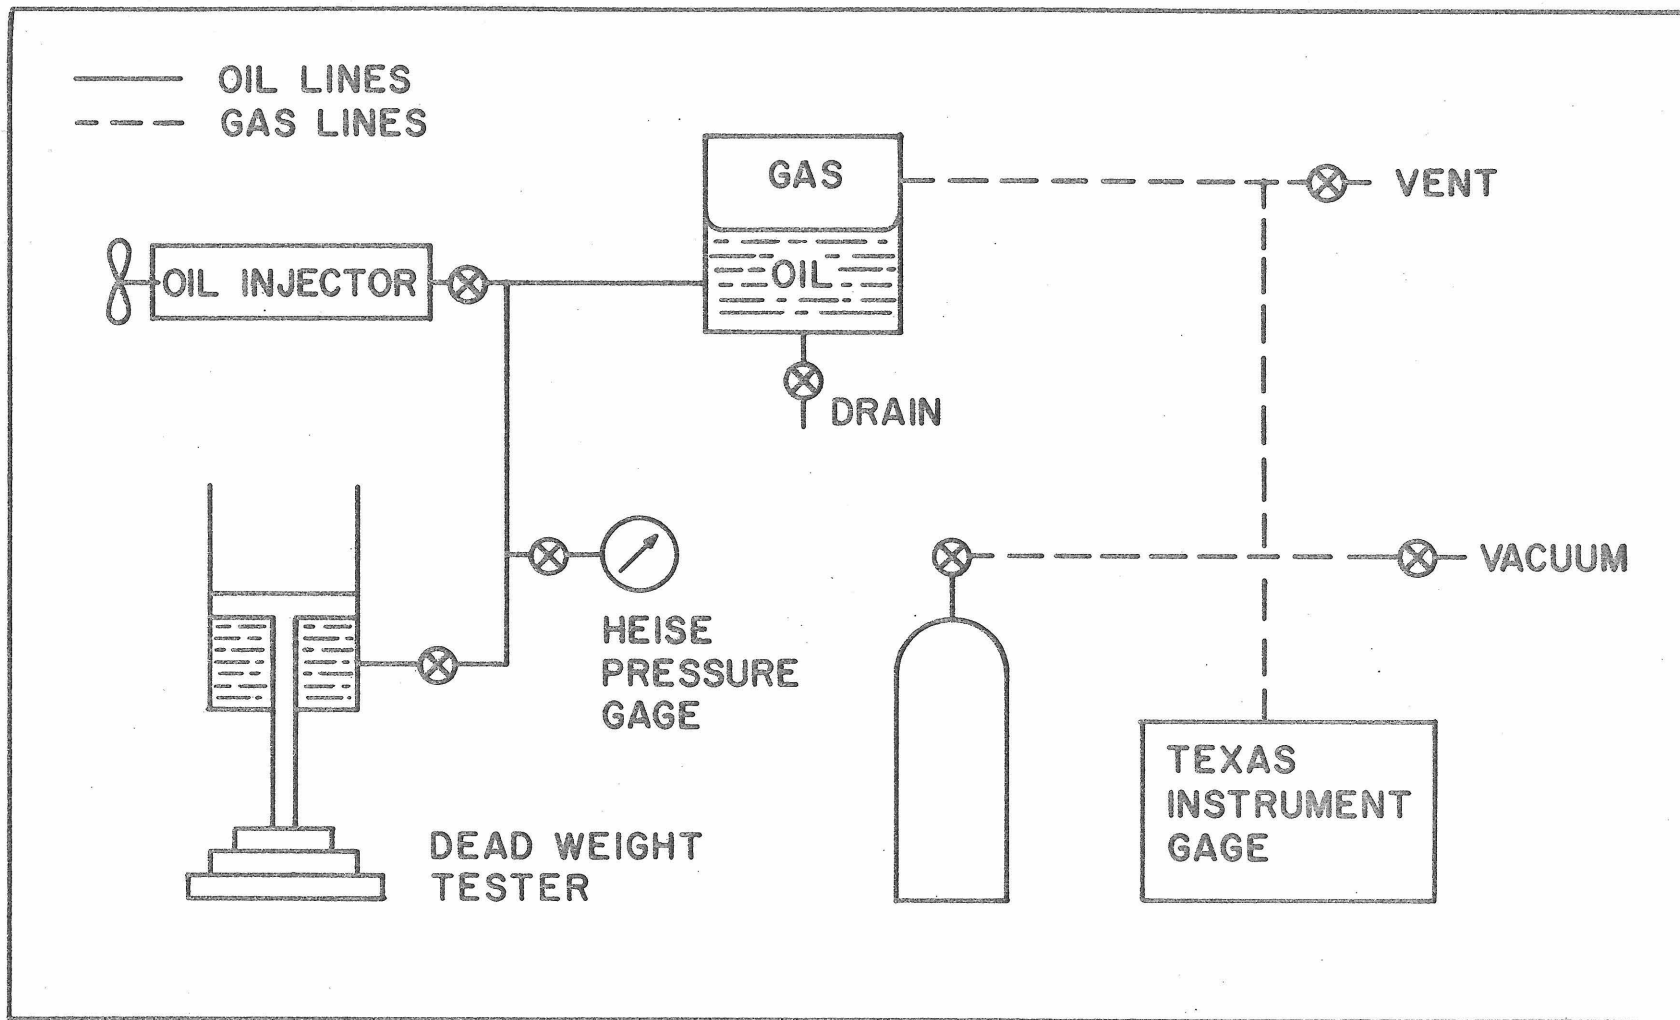 OIL LINES
GAS LINES
GAS
VENT
OIL INJECTOR
OIL
DRAIN
VACUUM
HEISE
PRESSURE
GAGE
TEXAS
INSTRUMENT
GAGE
DEAD WEIGHT
TESTER